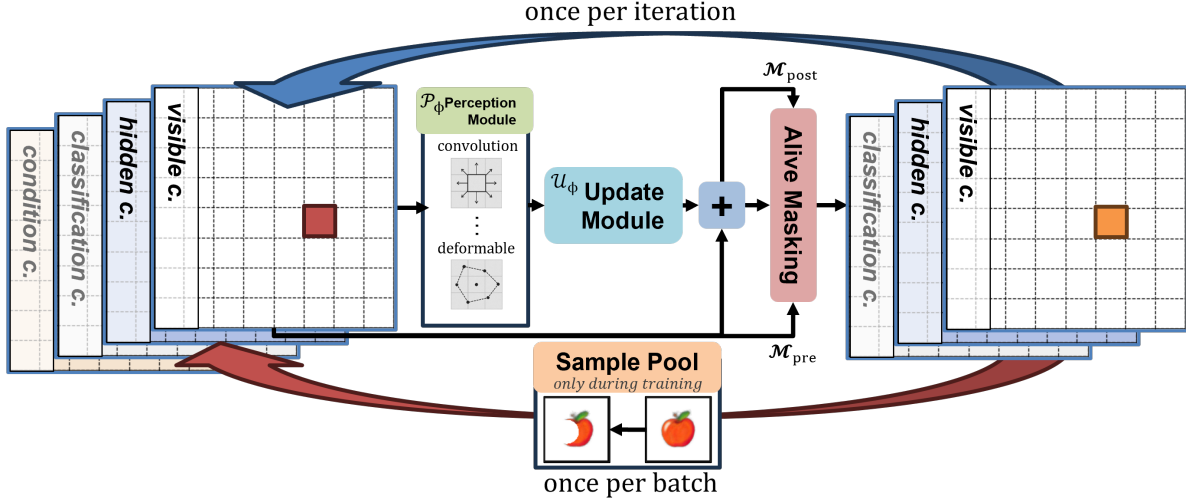 once per iteration
condition c.
classification c.
hidden c.
visible c.
𝒫ϕ Perception
Module
convolution
⋮
deformable
𝒰ϕ Update
Module
+
ℳpost
Alive Masking
ℳpre
classification c.
hidden c.
visible c.
Sample Pool
only during training
once per batch